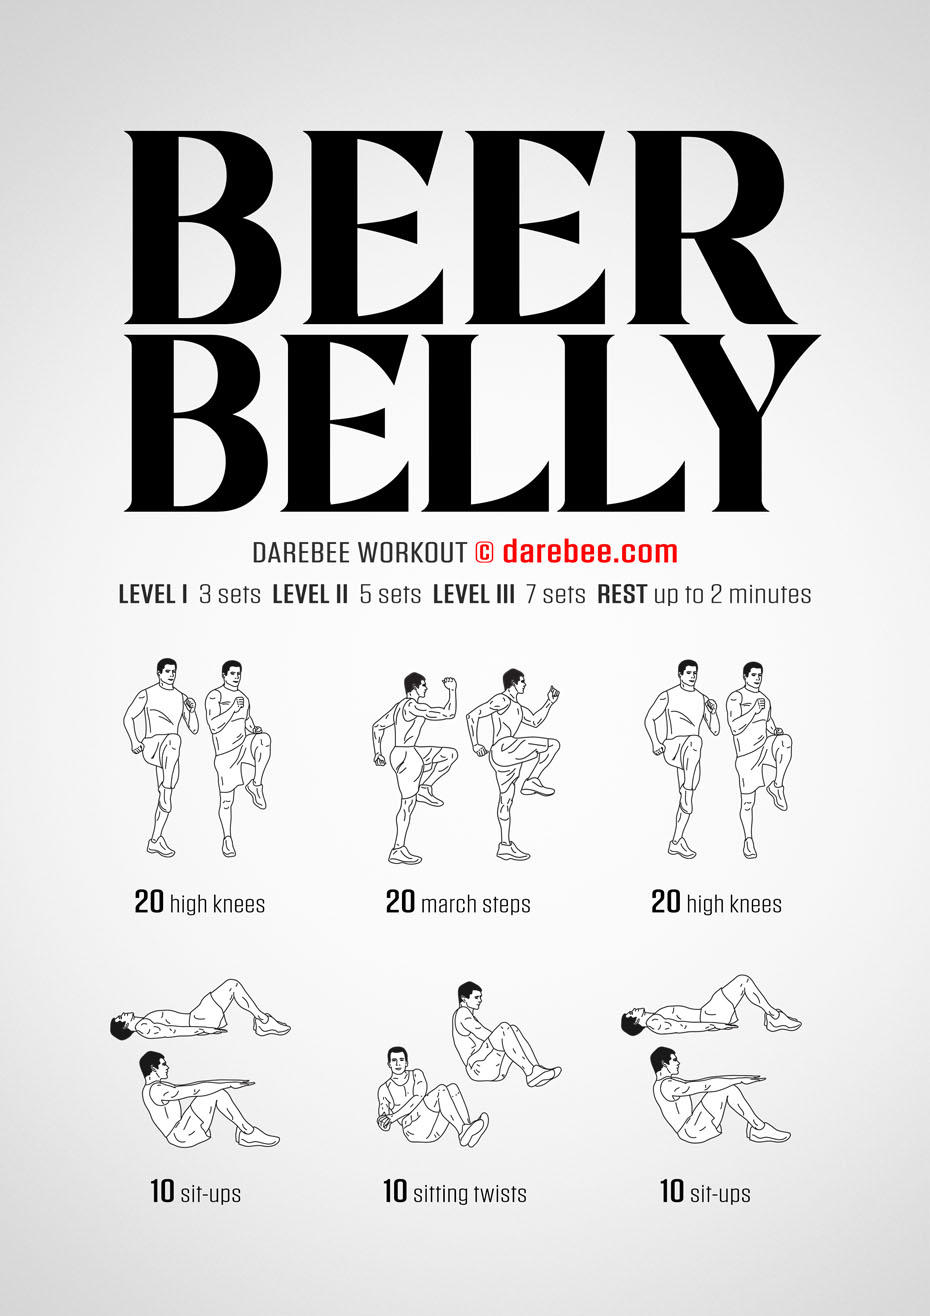 BEER
BELLY
DAREBEE WORKOUT © darebee.com
LEVEL I 3 sets LEVEL II 5 sets LEVEL III 7 sets REST up to 2 minutes
20 high knees
20 march steps
20 high knees
10 sit-ups
10 sitting twists
10 sit-ups